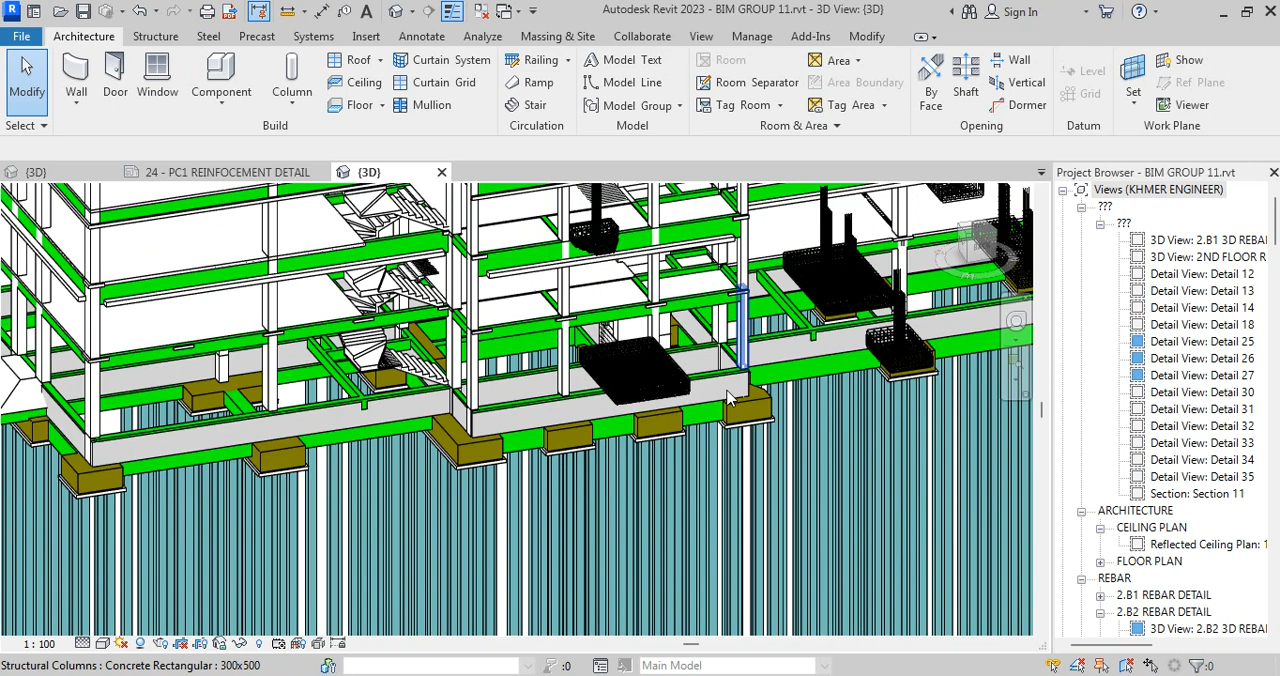 Autodesk Revit 2023 - BIM GROUP 11.rvt - 3D View: {3D}
Sign In
File Architecture Structure Steel Precast Systems Insert Annotate Analyze Massing & Site Collaborate View Manage Add-Ins Modify
Modify
Wall
Door
Window
Component
Column
Roof
Ceiling
Floor
Curtain System
Curtain Grid
Mullion
Railing
Ramp
Stair
Model Text
Model Line
Model Group
Room
Room Separator
Tag Room
Area
Area Boundary
Tag Area
By Face
Shaft
Wall
Vertical
Dormer
Level
Grid
Set
Show
Ref Plane
Viewer
Select Build Circulation Model Room & Area Opening Datum Work Plane
{3D} 24 - PC1 REINFOCEMENT DETAIL {3D}
Project Browser - BIM GROUP 11.rvt
Views (KHMER ENGINEER)
???
???
3D View: 2.B1 3D REBA
3D View: 2ND FLOOR R
Detail View: Detail 12
Detail View: Detail 13
Detail View: Detail 14
Detail View: Detail 18
Detail View: Detail 25
Detail View: Detail 26
Detail View: Detail 27
Detail View: Detail 30
Detail View: Detail 31
Detail View: Detail 32
Detail View: Detail 33
Detail View: Detail 34
Detail View: Detail 35
Section: Section 11
ARCHITECTURE
CEILING PLAN
Reflected Ceiling Plan: 1
FLOOR PLAN
REBAR
2.B1 REBAR DETAIL
2.B2 REBAR DETAIL
3D View: 2.B2 3D REBA
1 : 100
Structural Columns : Concrete Rectangular : 300x500
:0
Main Model
:0